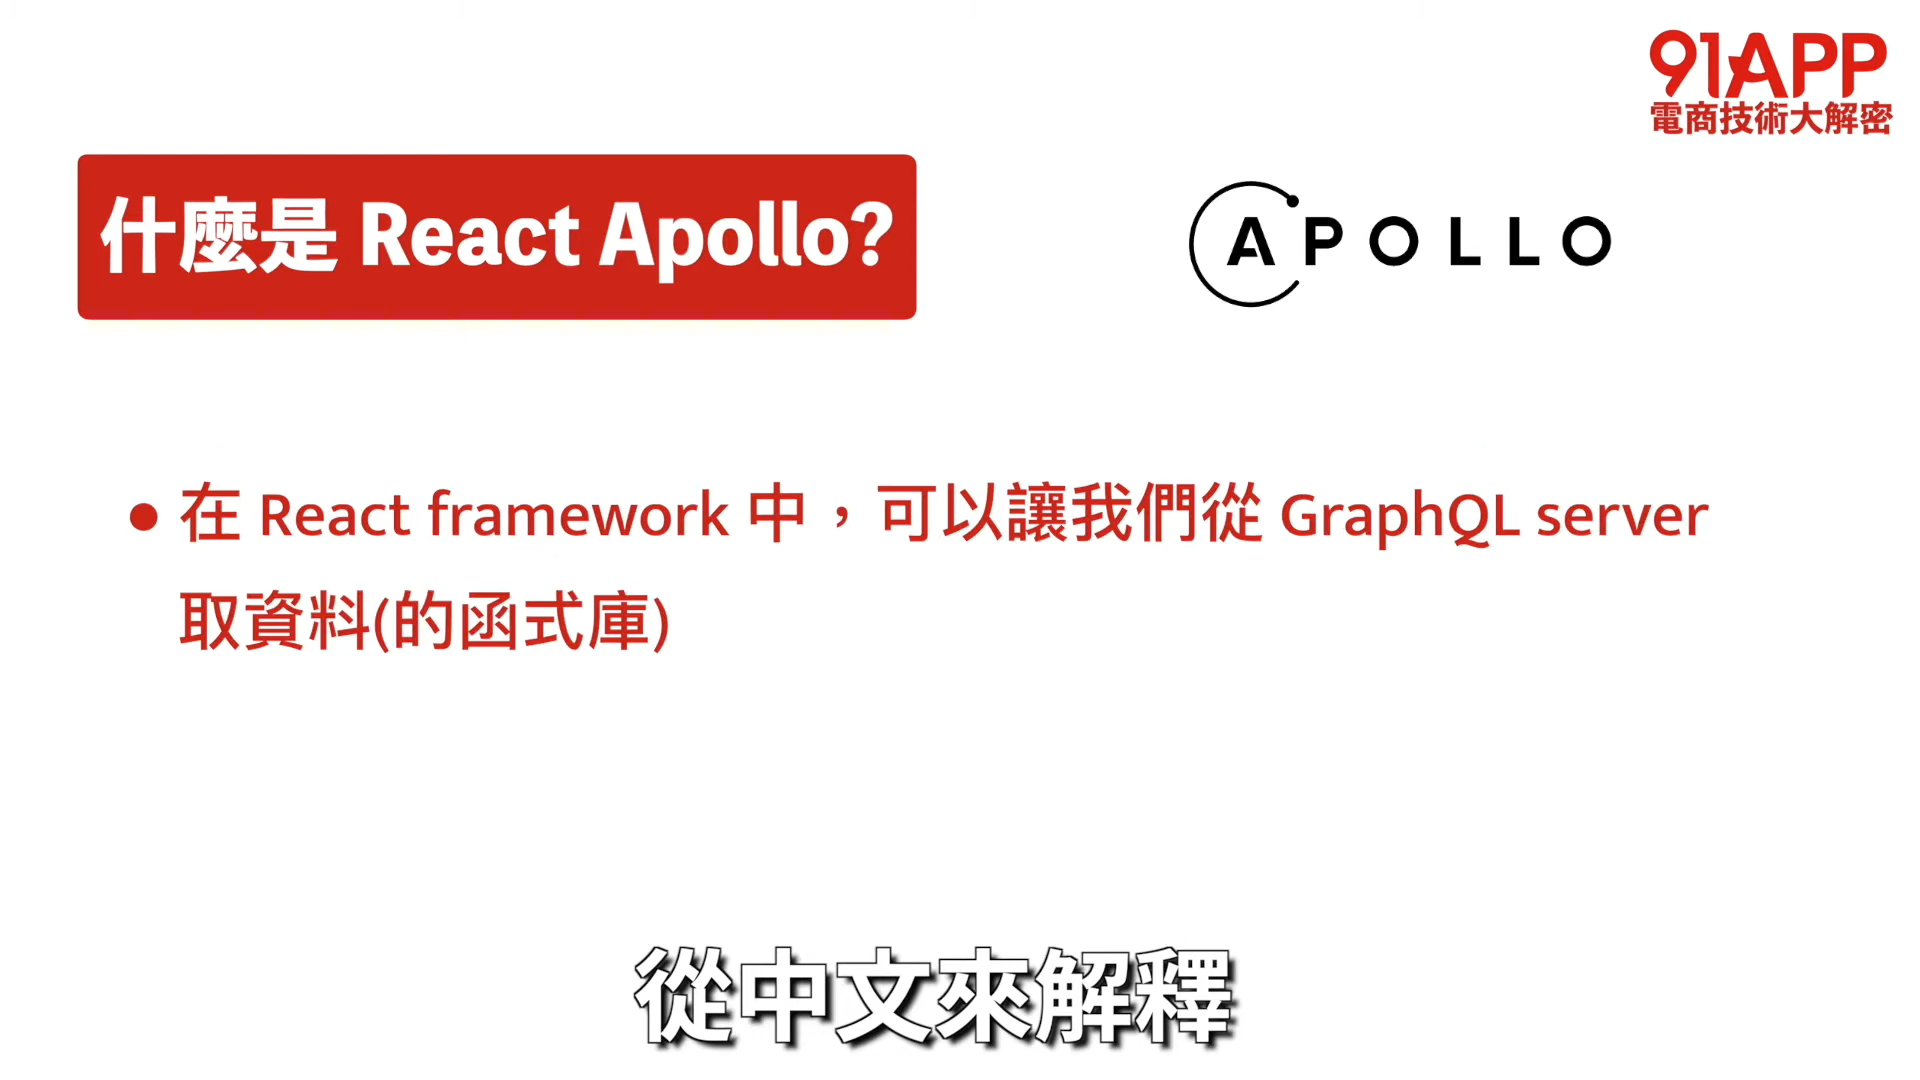 91APP
電商技術大解密
什麼是 React Apollo?
APOLLO
● 在 React framework 中，可以讓我們從 GraphQL server
取資料(的函式庫)
從中文來解釋